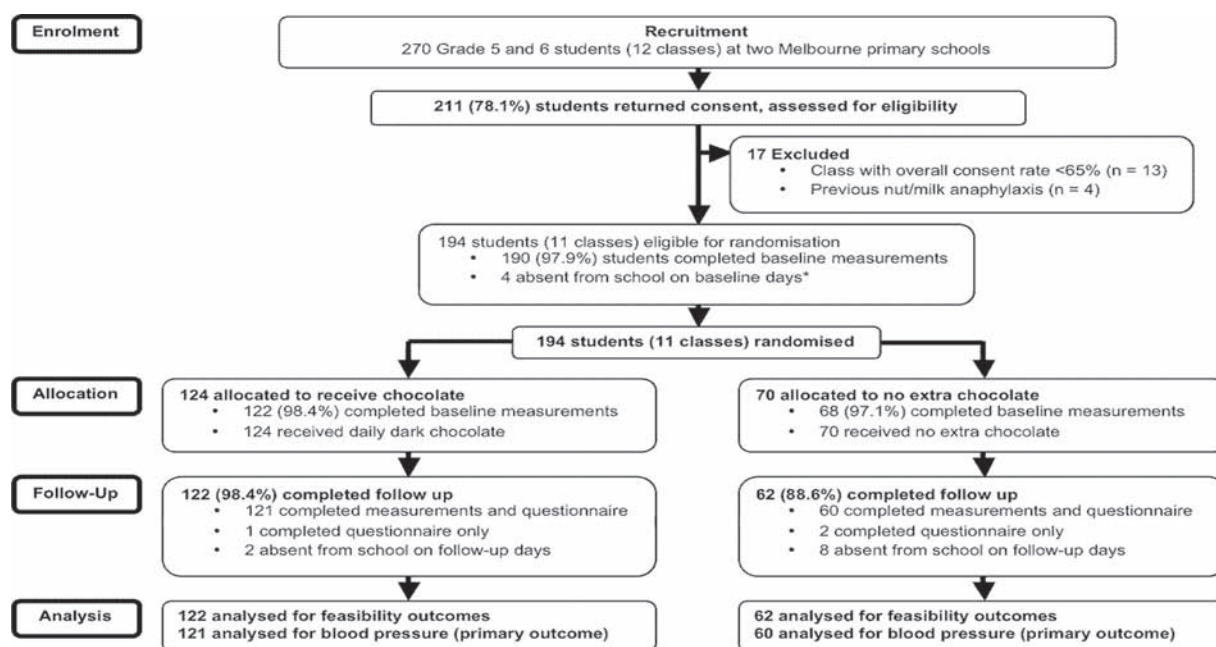 Enrolment
Recruitment
270 Grade 5 and 6 students (12 classes) at two Melbourne primary schools
211 (78.1%) students returned consent, assessed for eligibility
17 Excluded
• Class with overall consent rate <65% (n = 13)
• Previous nut/milk anaphylaxis (n = 4)
194 students (11 classes) eligible for randomisation
• 190 (97.9%) students completed baseline measurements
• 4 absent from school on baseline days*
194 students (11 classes) randomised
Allocation
124 allocated to receive chocolate
• 122 (98.4%) completed baseline measurements
• 124 received daily dark chocolate
70 allocated to no extra chocolate
• 68 (97.1%) completed baseline measurements
• 70 received no extra chocolate
Follow-Up
122 (98.4%) completed follow up
• 121 completed measurements and questionnaire
• 1 completed questionnaire only
• 2 absent from school on follow-up days
62 (88.6%) completed follow up
• 60 completed measurements and questionnaire
• 2 completed questionnaire only
• 8 absent from school on follow-up days
Analysis
122 analysed for feasibility outcomes
121 analysed for blood pressure (primary outcome)
62 analysed for feasibility outcomes
60 analysed for blood pressure (primary outcome)